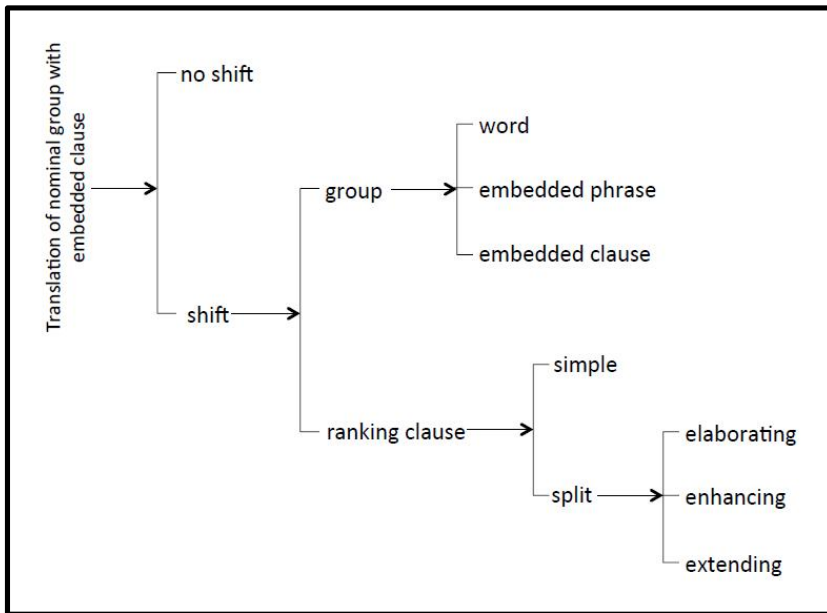 Translation of nominal group with
embedded clause
no shift
shift
group
word
embedded phrase
embedded clause
ranking clause
simple
split
elaborating
enhancing
extending